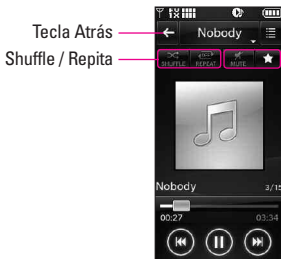 Tecla Atrás
Nobody
Shuffle / Repita
SHUFFLE REPEAT MUTE
Nobody 3/15
00:27 03:34